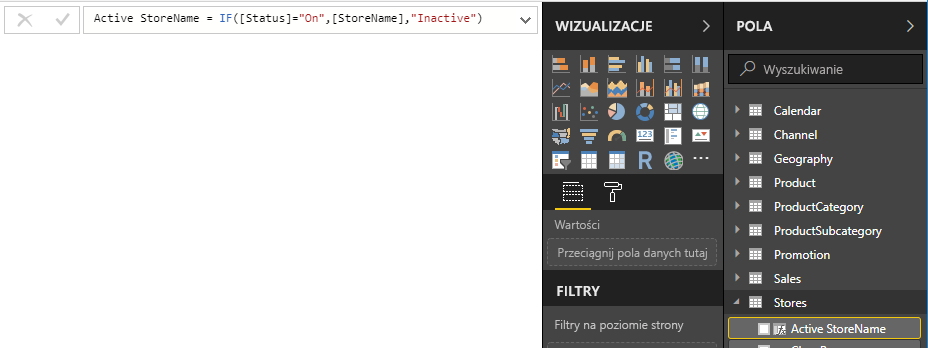 Active StoreName = IF([Status]="On",[StoreName],"Inactive")
WIZUALIZACJE
123
R
Wartości
Przeciągnij pola danych tutaj
FILTRY
Filtry na poziomie strony
POLA
Wyszukiwanie
Calendar
Channel
Geography
Product
ProductCategory
ProductSubcategory
Promotion
Sales
Stores
Active StoreName